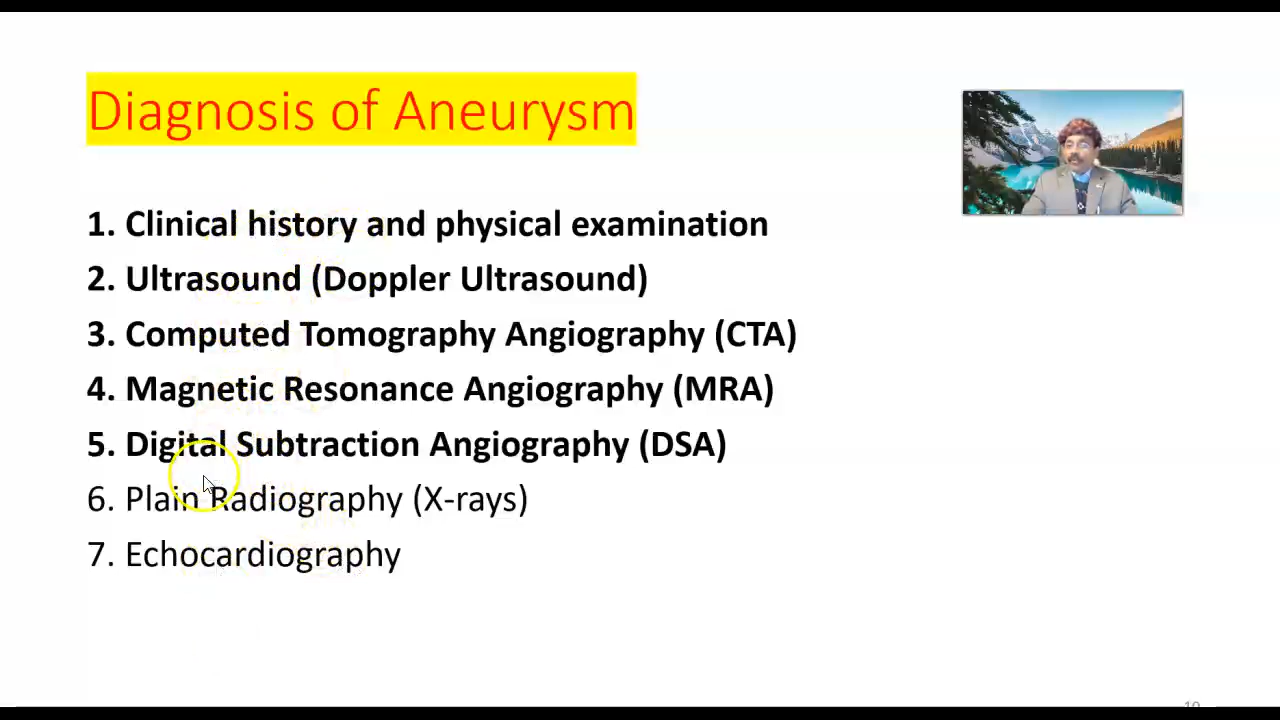 Diagnosis of Aneurysm
1. Clinical history and physical examination
2. Ultrasound (Doppler Ultrasound)
3. Computed Tomography Angiography (CTA)
4. Magnetic Resonance Angiography (MRA)
5. Digital Subtraction Angiography (DSA)
6. Plain Radiography (X-rays)
7. Echocardiography